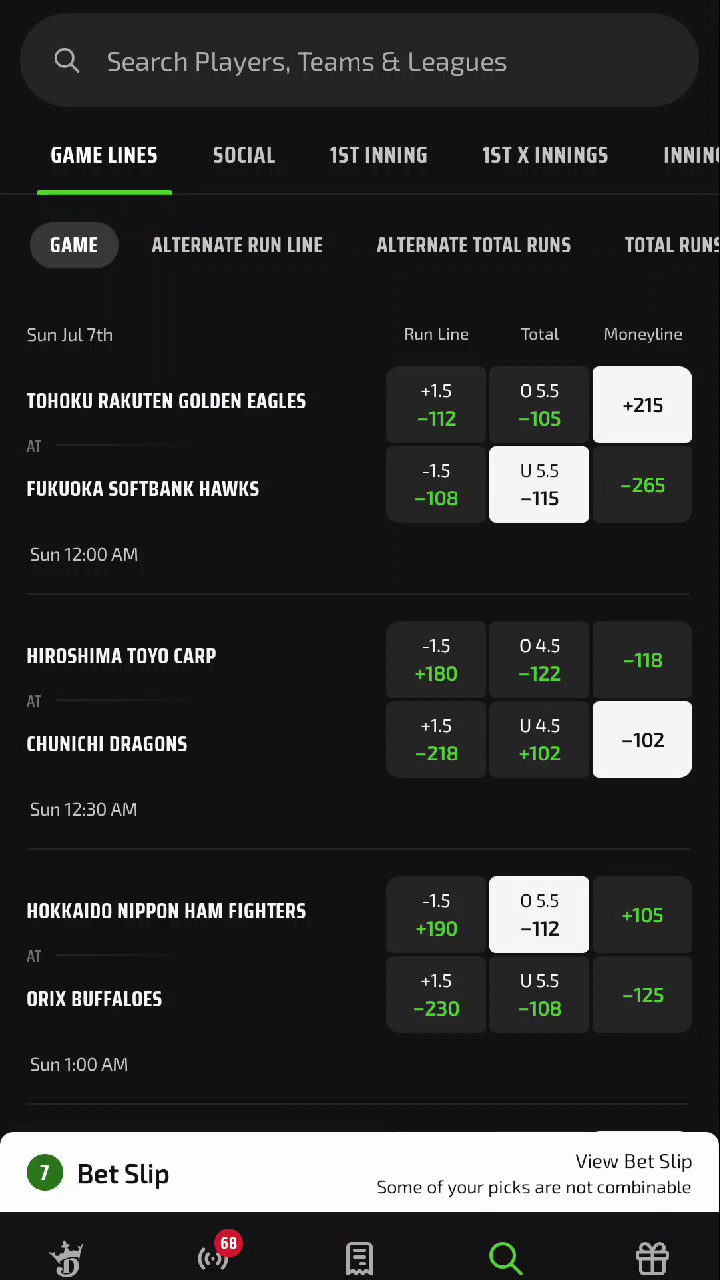 Search Players, Teams & Leagues
GAME LINES SOCIAL 1ST INNING 1ST X INNINGS
GAME ALTERNATE RUN LINE ALTERNATE TOTAL RUNS TOTAL RUNS
Sun Jul 7th Run Line Total Moneyline
TOHOKU RAKUTEN GOLDEN EAGLES
+1.5 O 5.5
−112 −105 +215
AT
FUKUOKA SOFTBANK HAWKS
-1.5 U 5.5
−108 −115 −265
Sun 12:00 AM
HIROSHIMA TOYO CARP
-1.5 O 4.5
+180 −122 −118
AT
CHUNICHI DRAGONS
+1.5 U 4.5
−218 +102 −102
Sun 12:30 AM
HOKKAIDO NIPPON HAM FIGHTERS
-1.5 O 5.5
+190 −112 +105
AT
ORIX BUFFALOES
+1.5 U 5.5
−230 −108 −125
Sun 1:00 AM
7 Bet Slip
View Bet Slip
Some of your picks are not combinable
68